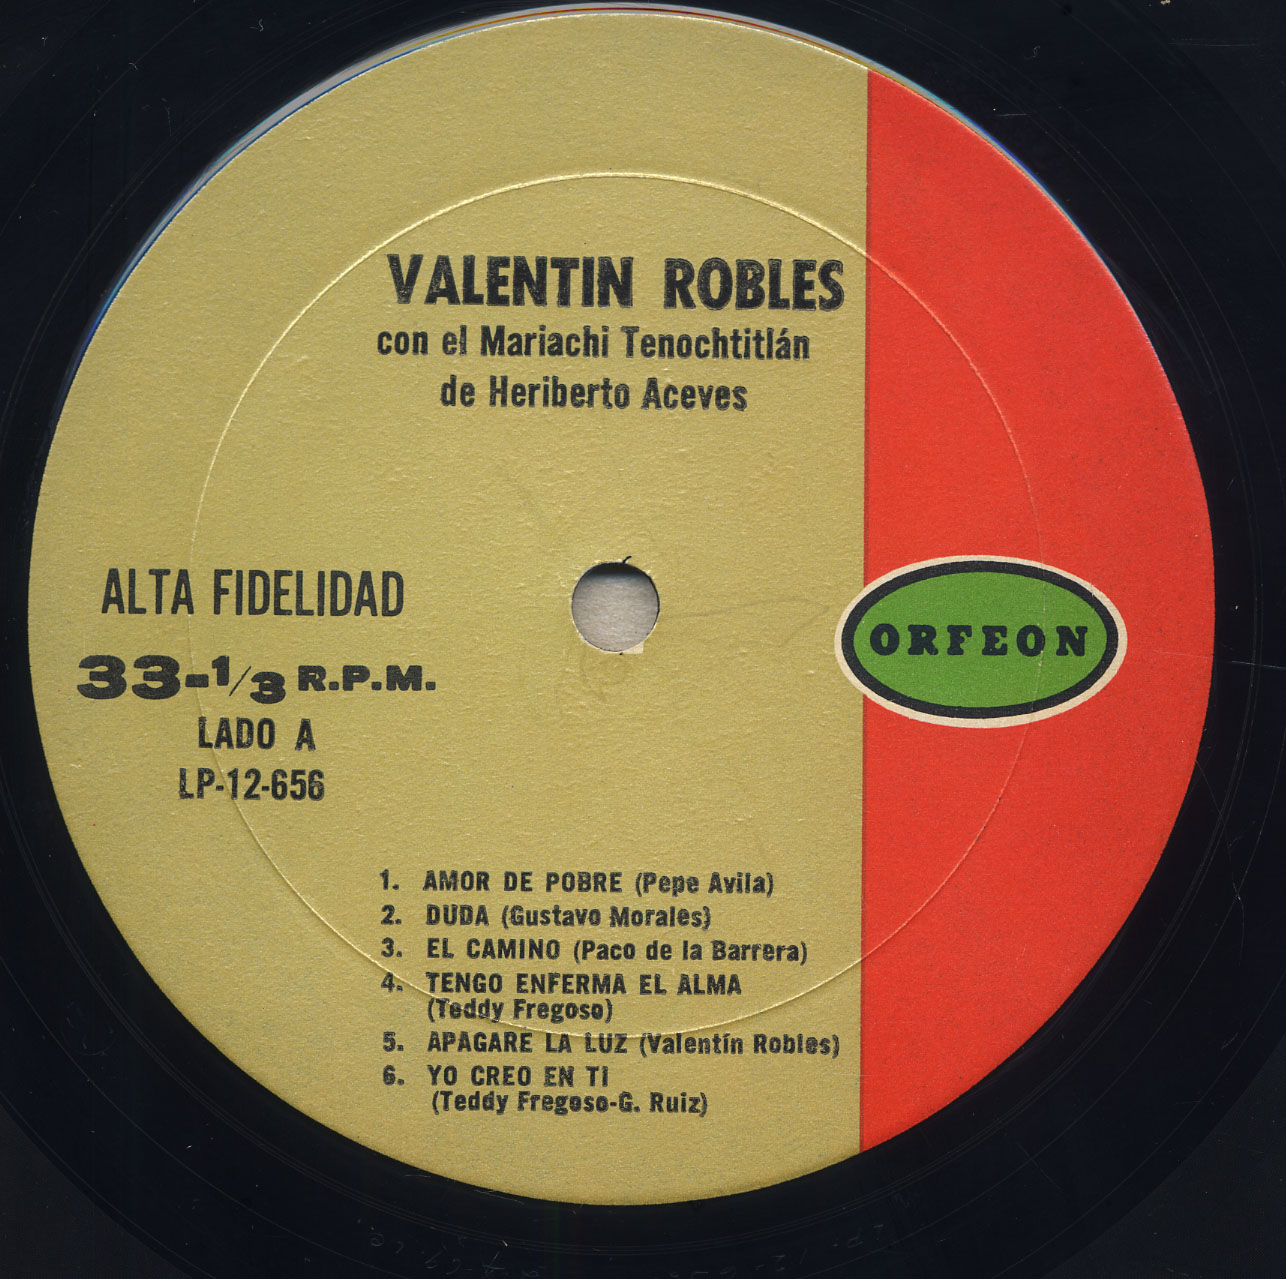 VALENTIN ROBLES
con el Mariachi Tenochtitlán
de Heriberto Aceves
ALTA FIDELIDAD
33-1/3 R.P.M.
LADO A
LP-12-656
ORFEON
1. AMOR DE POBRE (Pepe Avila)
2. DUDA (Gustavo Morales)
3. EL CAMINO (Paco de la Barrera)
4. TENGO ENFERMA EL ALMA
(Teddy Fregoso)
5. APAGARE LA LUZ (Valentín Robles)
6. YO CREO EN TI
(Teddy Fregoso-G. Ruiz)